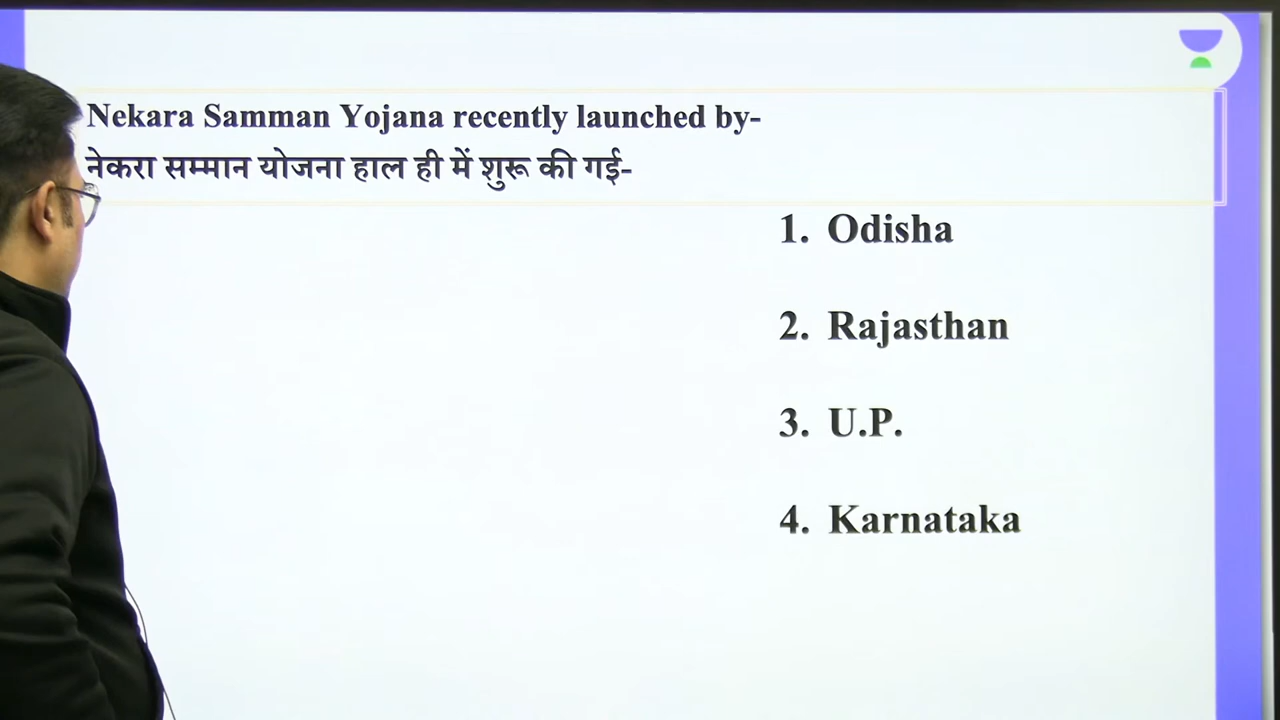 Nekara Samman Yojana recently launched by-
नेकरा सम्मान योजना हाल ही में शुरू की गई-
1. Odisha
2. Rajasthan
3. U.P.
4. Karnataka